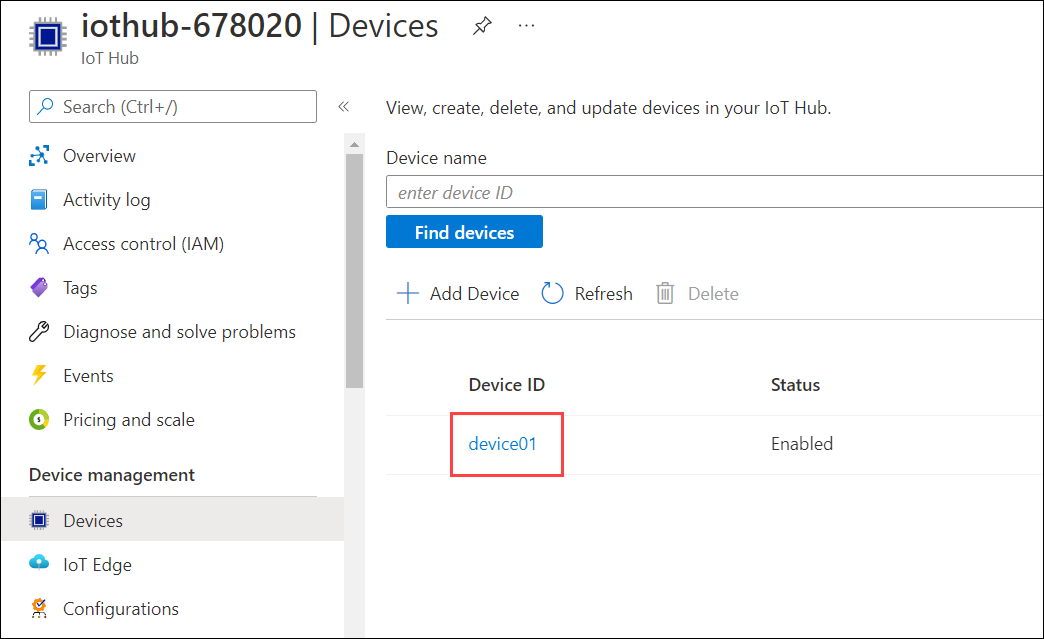 iothub-678020 | Devices
IoT Hub
Search (Ctrl+/)
Overview
Activity log
Access control (IAM)
Tags
Diagnose and solve problems
Events
Pricing and scale
Device management
Devices
IoT Edge
Configurations
View, create, delete, and update devices in your IoT Hub.
Device name
enter device ID
Find devices
Add Device Refresh Delete
Device ID Status
device01 Enabled